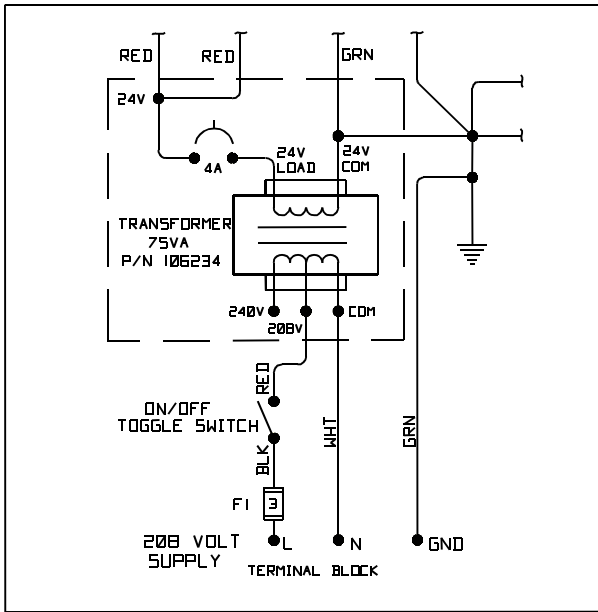 RED
RED
GRN
24V
4A
24V
LOAD
24V
COM
TRANSFORMER
75VA
P/N 106234
240V
208V
COM
RED
ON/OFF
TOGGLE SWITCH
BLK
WHT
GRN
F1
3
208 VOLT
SUPPLY
L
N
GND
TERMINAL BLOCK